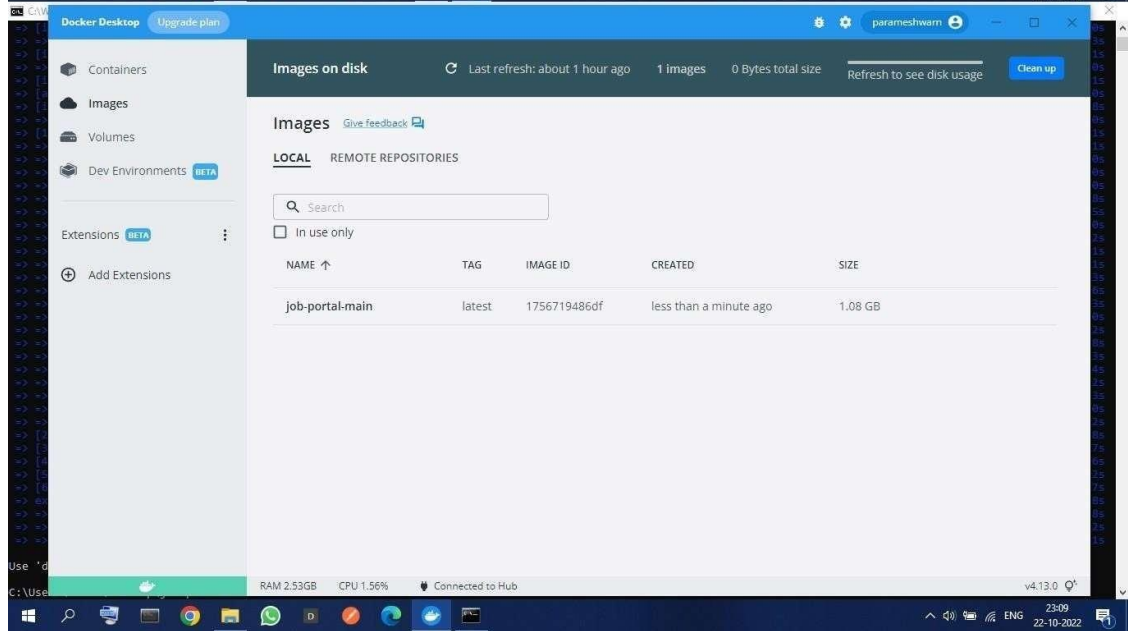 C:\W
Docker Desktop Upgrade plan parameshwarn
Containers
Images
Volumes
Dev Environments BETA
Extensions BETA
Add Extensions
Images on disk Last refresh: about 1 hour ago 1 images 0 Bytes total size Refresh to see disk usage Clean up
Images Give feedback
LOCAL REMOTE REPOSITORIES
Search
In use only
NAME TAG IMAGE ID CREATED SIZE
job-portal-main latest 1756719486df less than a minute ago 1.08 GB
Use 'd
C:\Use
RAM 2.53GB CPU 1.56% Connected to Hub v4.13.0
ENG 23:09
22-10-2022